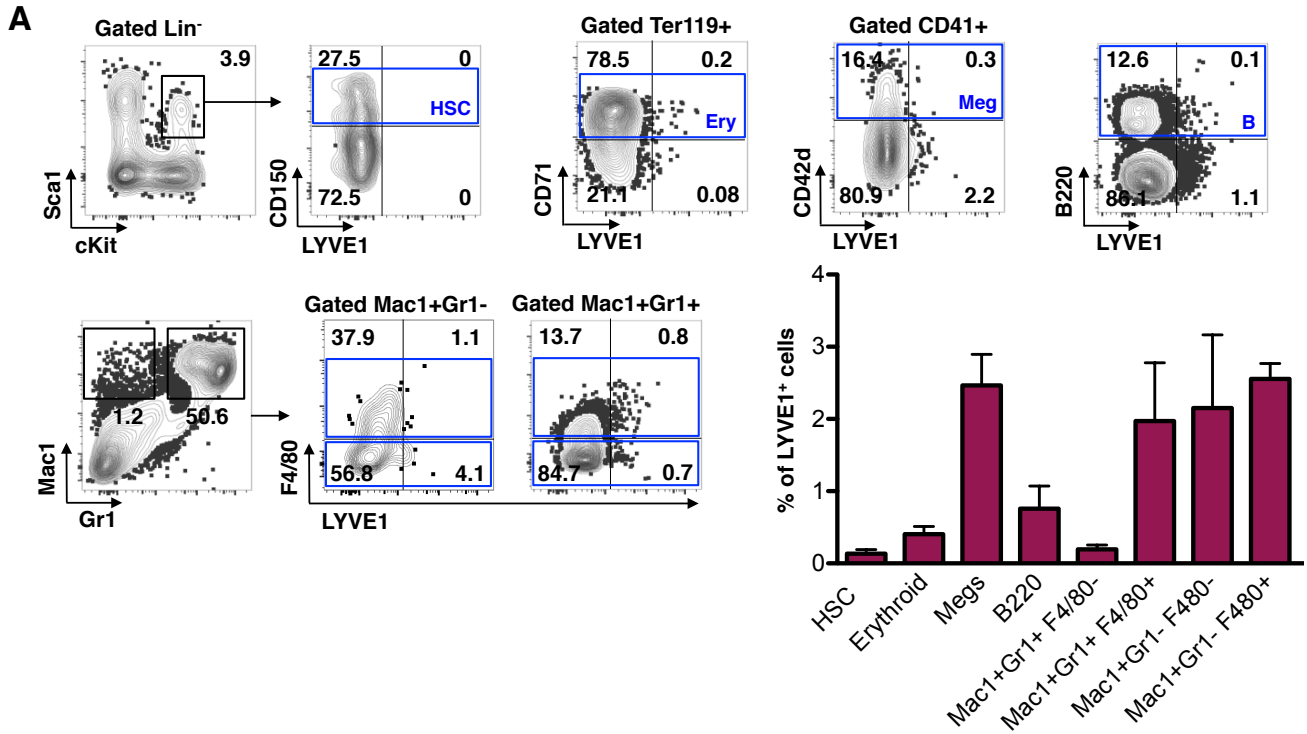 A
Gated Lin-
3.9
Sca1
cKit
27.5 0
HSC
72.5 0
CD150
LYVE1
Gated Ter119+
78.5 0.2
Ery
21.1 0.08
CD71
LYVE1
Gated CD41+
16.4 0.3
Meg
80.9 2.2
CD42d
LYVE1
12.6 0.1
B
86.1 1.1
B220
LYVE1
1.2 50.6
Mac1
Gr1
Gated Mac1+Gr1-
37.9 1.1
56.8 4.1
F4/80
LYVE1
Gated Mac1+Gr1+
13.7 0.8
84.7 0.7
% of LYVE1+ cells
4
3
2
1
0
HSC
Erythroid
Megs
B220
Mac1+Gr1+ F4/80-
Mac1+Gr1+ F4/80+
Mac1+Gr1- F480-
Mac1+Gr1- F480+